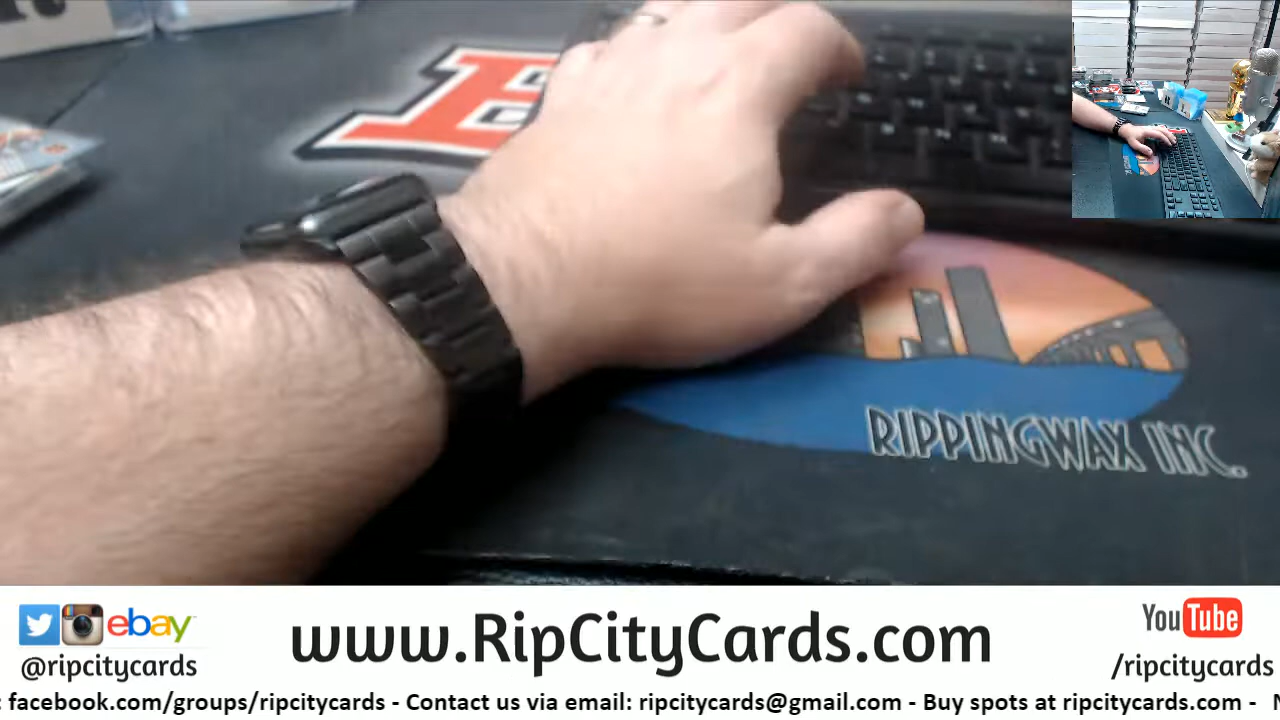 RIPPINGWAX INC.
ebay
@ripcitycards
www.RipCityCards.com
YouTube
/ripcitycards
: facebook.com/groups/ripcitycards - Contact us via email: ripcitycards@gmail.com - Buy spots at ripcitycards.com -